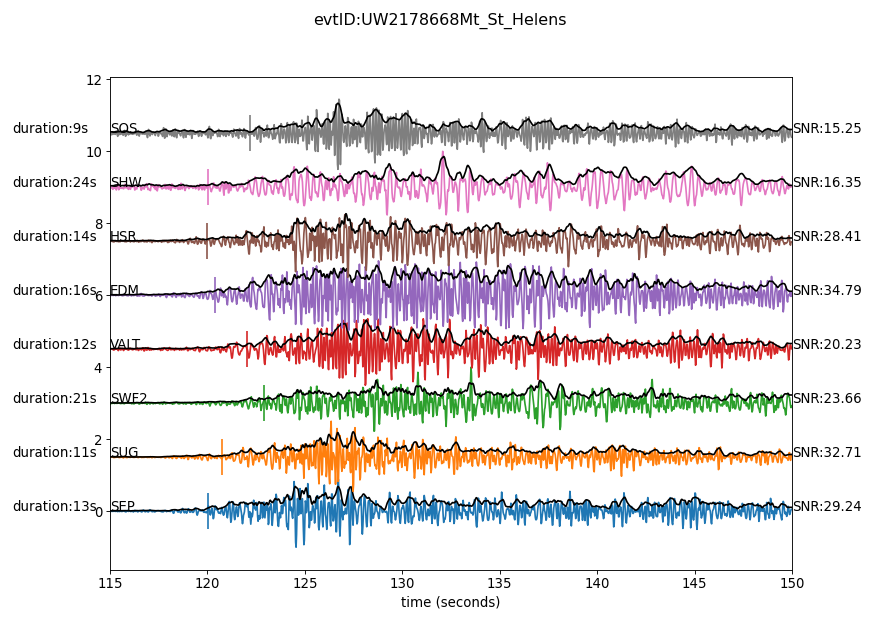 evtID:UW2178668Mt_St_Helens
12
duration:9s SOS SNR:15.25
10
duration:24s SHW SNR:16.35
8
duration:14s HSR SNR:28.41
duration:16s EDM SNR:34.79
6
duration:12s VALT SNR:20.23
4
duration:21s SWF2 SNR:23.66
2
duration:11s SUG SNR:32.71
duration:13s SEP SNR:29.24
0
115 120 125 130 135 140 145 150
time (seconds)